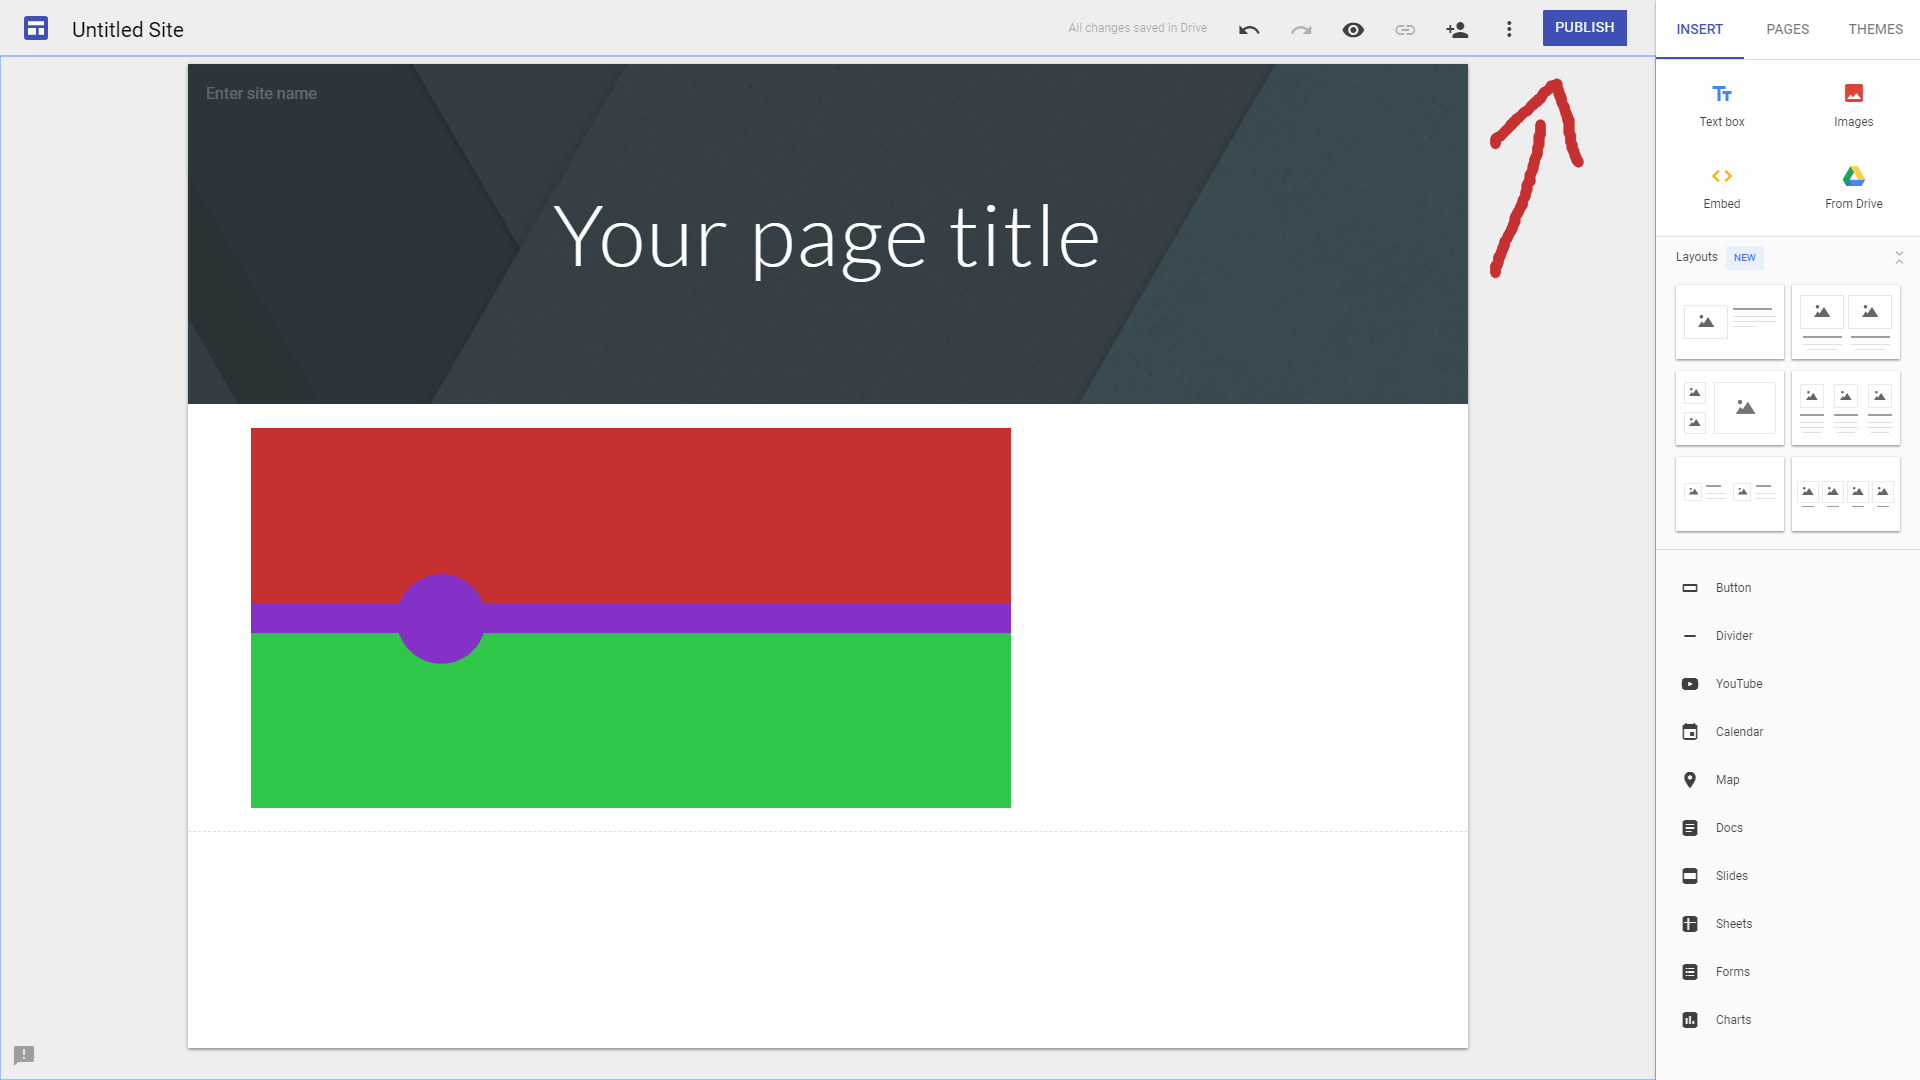 Untitled Site
All changes saved in Drive
PUBLISH
INSERT
PAGES
THEMES
Enter site name
Your page title
Text box
Images
Embed
From Drive
Layouts
NEW
Button
Divider
YouTube
Calendar
Map
Docs
Slides
Sheets
Forms
Charts